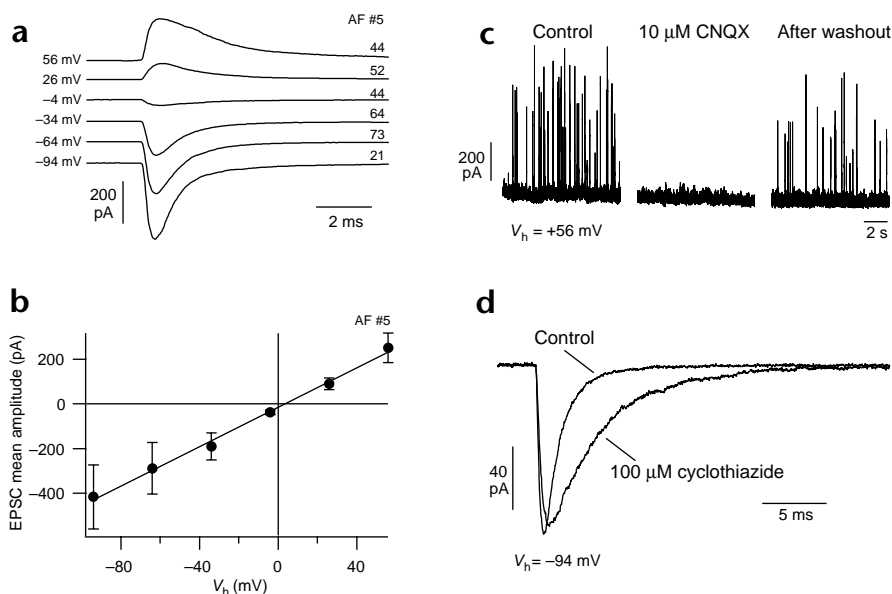 a
AF #5
56 mV
44
26 mV
52
–4 mV
44
–34 mV
64
–64 mV
73
–94 mV
21
200
pA
2 ms
b
AF #5
EPSC mean amplitude (pA)
200
0
–200
–400
–80
–40
0
40
Vh (mV)
c
Control
10 μM CNQX
After washout
200
pA
Vh = +56 mV
2 s
d
Control
100 μM cyclothiazide
40
pA
5 ms
Vh = –94 mV